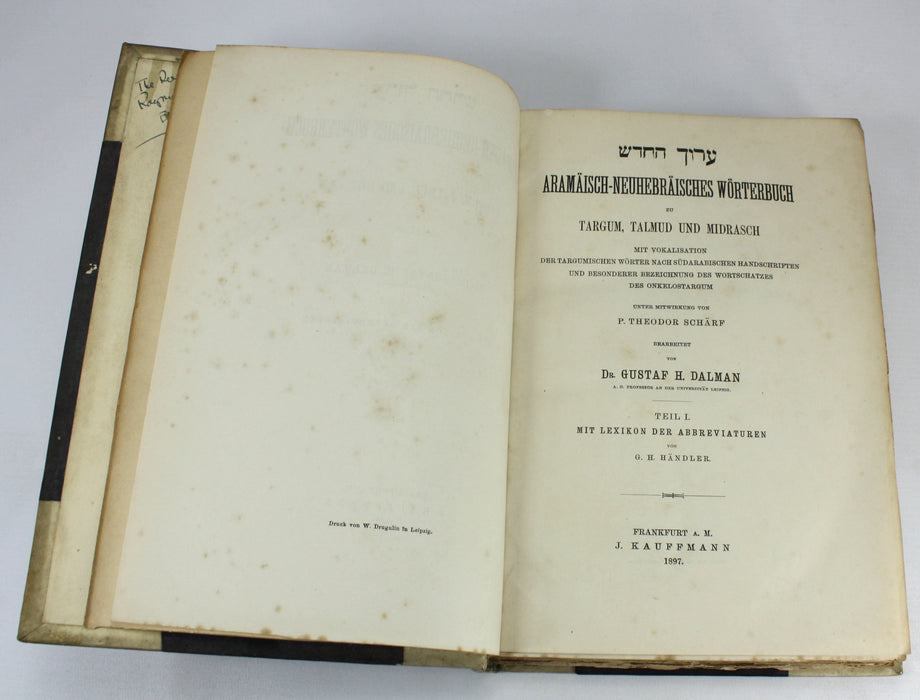 The
Druck von W. Drugulin in Leipzig.
ערוך החדש
ARAMÄISCH-NEUHEBRÄISCHES WÖRTERBUCH
ZU
TARGUM, TALMUD UND MIDRASCH
MIT VOKALISATION
DER TARGUMISCHEN WÖRTER NACH SÜDARABISCHEN HANDSCHRIFTEN
UND BESONDERER BEZEICHNUNG DES WORTSCHATZES
DES ONKELOSTARGUM
UNTER MITWIRKUNG VON
P. THEODOR SCHÄRF
BEARBEITET
VON
DR. GUSTAF H. DALMAN
A. O. PROFESSOR AN DER UNIVERSITÄT LEIPZIG.
TEIL I.
MIT LEXIKON DER ABBREVIATUREN
VON
G. H. HÄNDLER.
FRANKFURT A. M.
J. KAUFFMANN
1897.